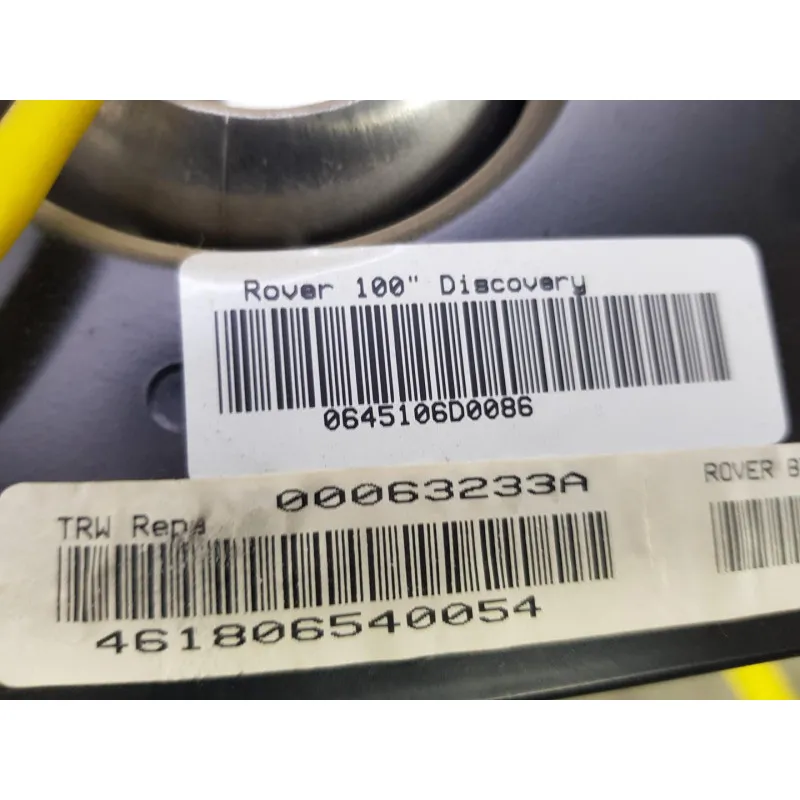 Rover 100" Discovery
0645106D0086
00063233A
ROVER
TRW Repa
461806540054